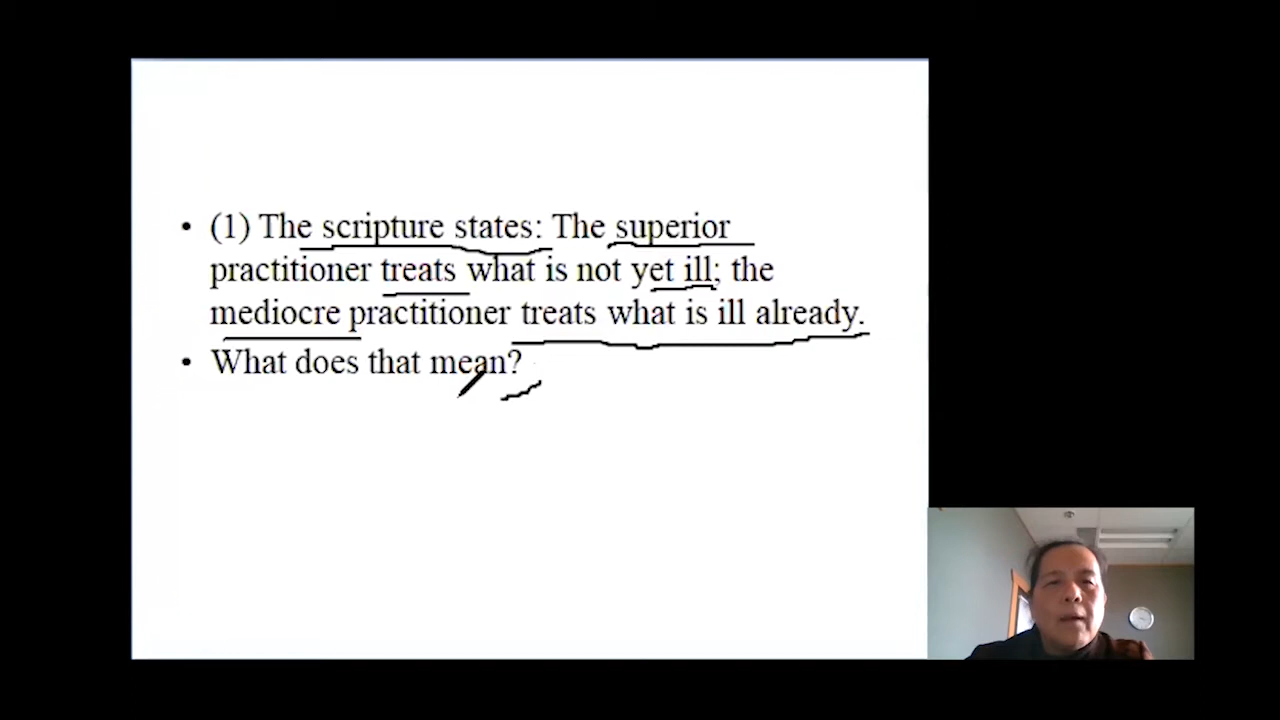 • (1) The scripture states: The superior
practitioner treats what is not yet ill; the
mediocre practitioner treats what is ill already.
• What does that mean?